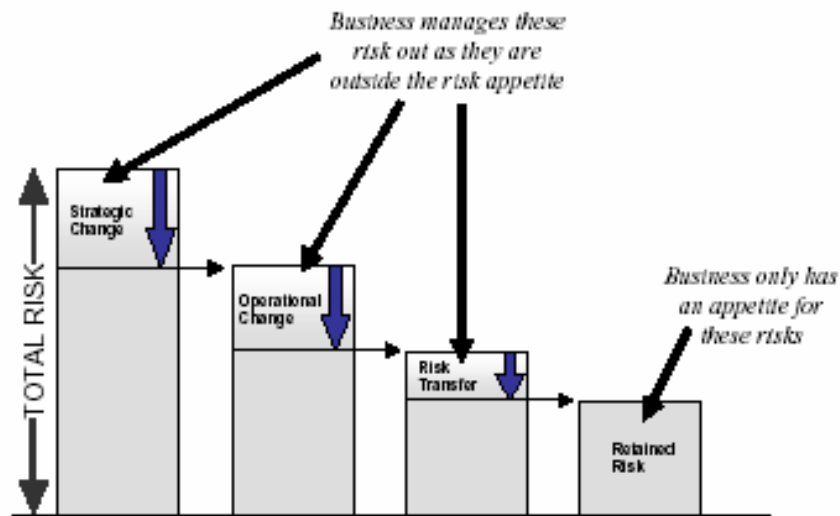 Business manages these
risk out as they are
outside the risk appetite
TOTAL RISK
Strategic
Change
Operational
Change
Risk
Transfer
Business only has
an appetite for
these risks
Retained
Risk